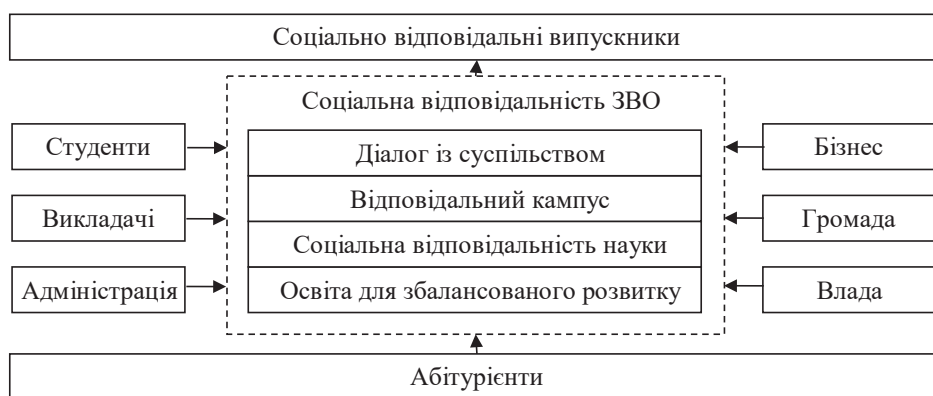 Соціально відповідальні випускники
Соціальна відповідальність ЗВО
Студенти
Діалог із суспільством
Бізнес
Відповідальний кампус
Викладачі
Громада
Соціальна відповідальність науки
Адміністрація
Освіта для збалансованого розвитку
Влада
Абітурієнти